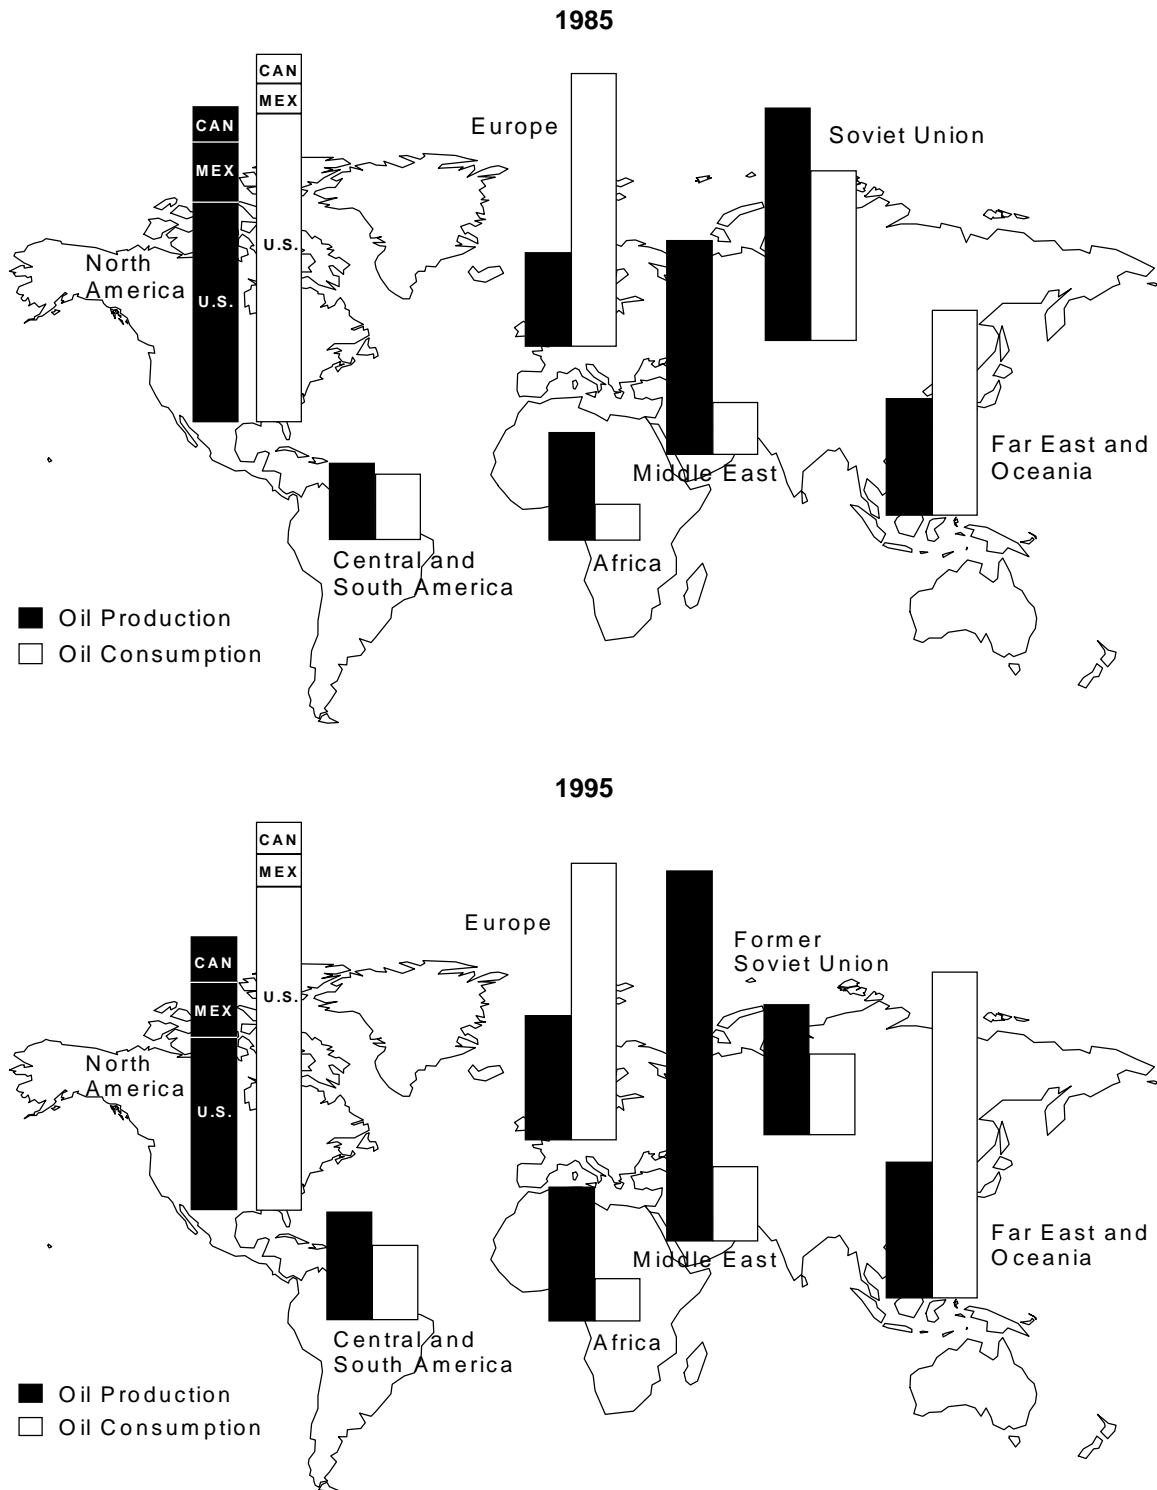 1985
CAN
MEX
U.S.
CAN
MEX
U.S.
Europe
Soviet Union
North
America
Middle East
Far East and
Oceania
Central and
South America
Africa
Oil Production
Oil Consumption
1995
CAN
MEX
U.S.
CAN
MEX
U.S.
Europe
Former
Soviet Union
North
America
Middle East
Far East and
Oceania
Central and
South America
Africa
Oil Production
Oil Consumption